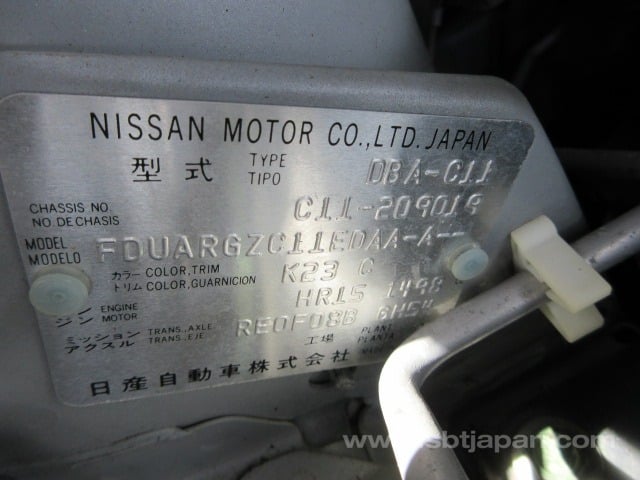 NISSAN MOTOR CO.,LTD. JAPAN
型式 TYPE TIPO DBA-C11
CHASSIS NO. NO.DE CHASIS C11-209019
MODEL MODELO FDUARGZC11EDAA-A--
カラー トリム COLOR,TRIM COLOR,GUARNICION K23 C
ジン ENGINE MOTOR HR15 1498
ミッション アクスル TRANS.,AXLE TRANS.,EJE RE0F08B
工場 PLANT PLANTA
日産自動車株式会社
www. sbtjapan.com